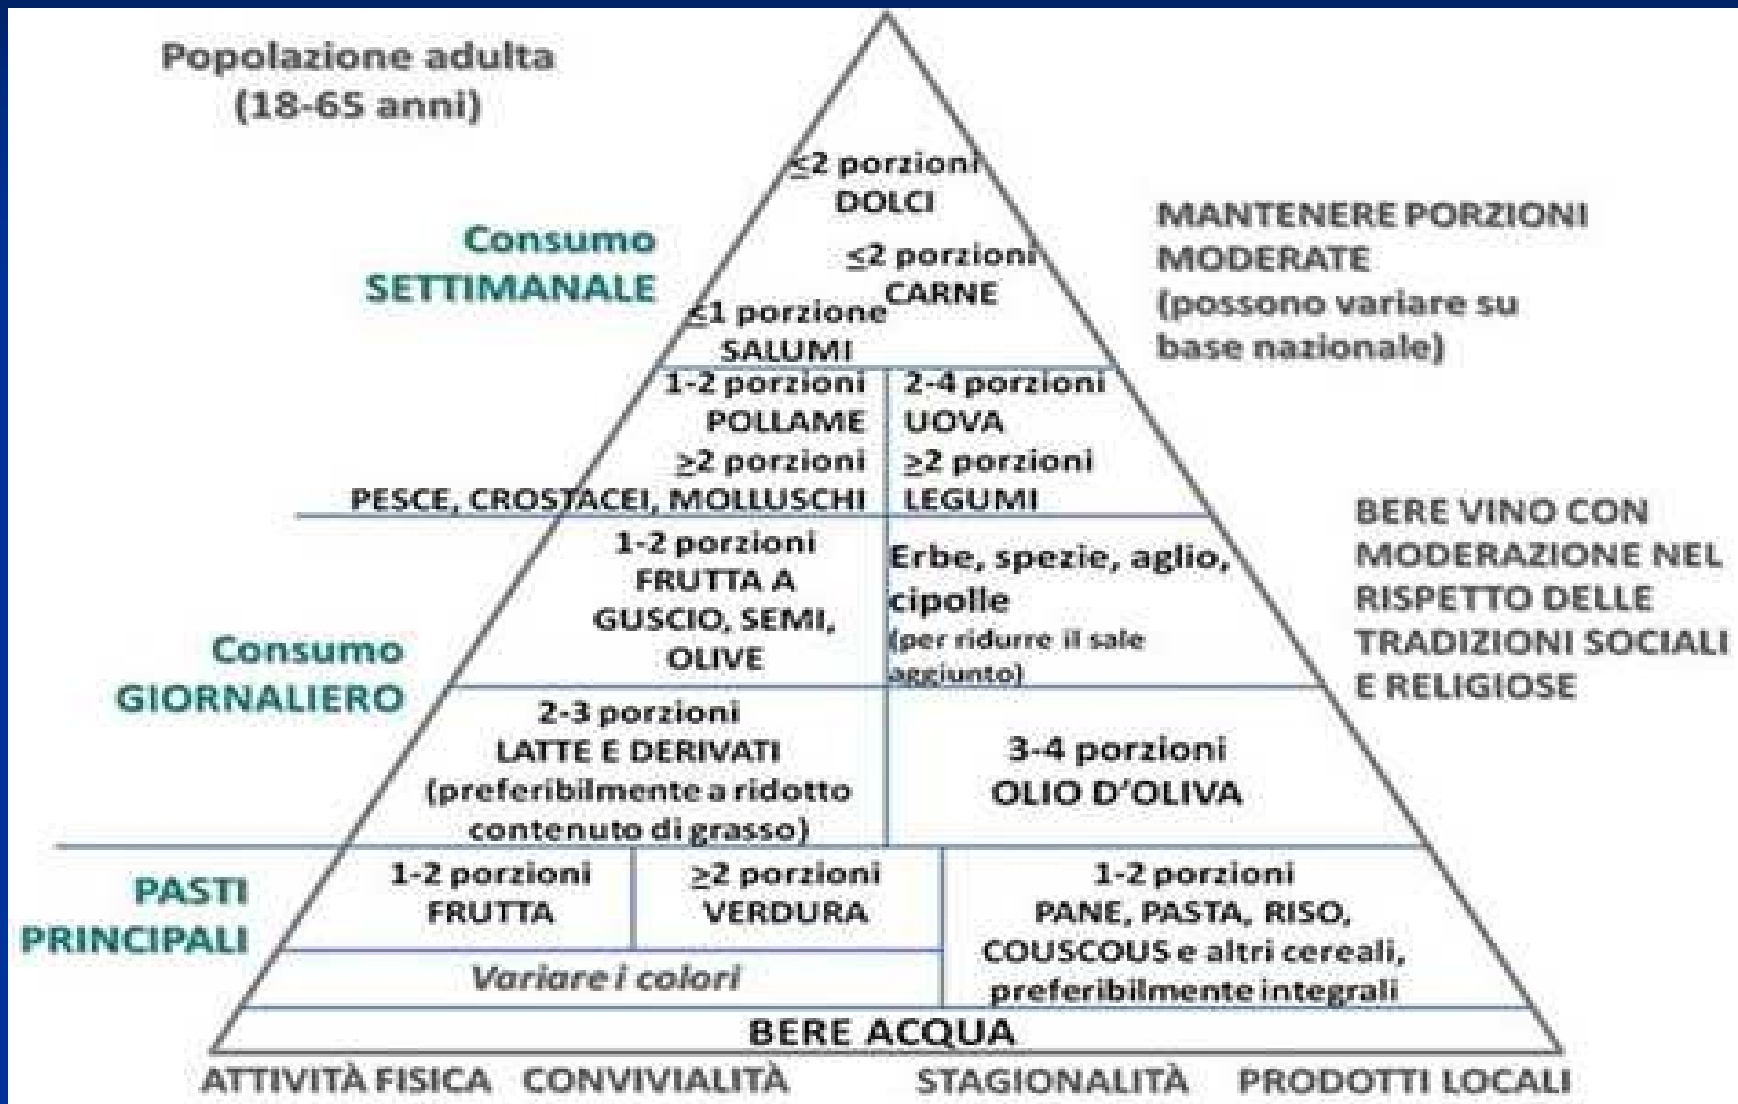 Popolazione adulta
(18-65 anni)
≤2 porzioni
DOLCI
Consumo
SETTIMANALE
≤2 porzioni
CARNE
≤1 porzione
SALUMI
MANTENERE PORZIONI
MODERATE
(possono variare su
base nazionale)
1-2 porzioni
POLLAME
≥2 porzioni
PESCE, CROSTACEI, MOLLUSCHI
2-4 porzioni
UOVA
≥2 porzioni
LEGUMI
BERE VINO CON
MODERAZIONE NEL
RISPETTO DELLE
TRADIZIONI SOCIALI
E RELIGIOSE
Consumo
GIORNALIERO
1-2 porzioni
FRUTTA A
GUSCIO, SEMI,
OLIVE
Erbe, spezie, aglio,
cipolle
(per ridurre il sale
aggiunto)
2-3 porzioni
LATTE E DERIVATI
(preferibilmente a ridotto
contenuto di grasso)
3-4 porzioni
OLIO D'OLIVA
PASTI
PRINCIPALI
1-2 porzioni
FRUTTA
≥2 porzioni
VERDURA
Variare i colori
1-2 porzioni
PANE, PASTA, RISO,
COUSCOUS e altri cereali,
preferibilmente integrali
BERE ACQUA
ATTIVITÀ FISICA CONVIVIALITÀ STAGIONALITÀ PRODOTTI LOCALI